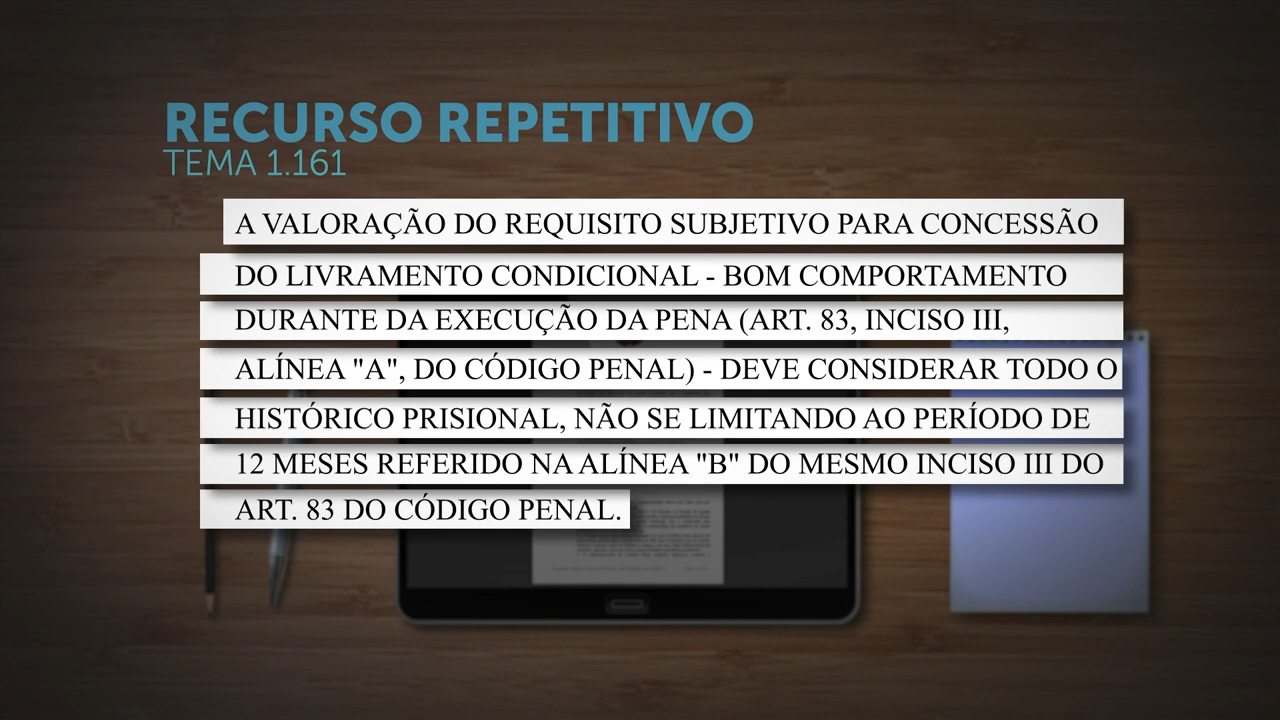 RECURSO REPETITIVO
TEMA 1.161
A VALORAÇÃO DO REQUISITO SUBJETIVO PARA CONCESSÃO
DO LIVRAMENTO CONDICIONAL - BOM COMPORTAMENTO
DURANTE DA EXECUÇÃO DA PENA (ART. 83, INCISO III,
ALÍNEA "A", DO CÓDIGO PENAL) - DEVE CONSIDERAR TODO O
HISTÓRICO PRISIONAL, NÃO SE LIMITANDO AO PERÍODO DE
12 MESES REFERIDO NA ALÍNEA "B" DO MESMO INCISO III DO
ART. 83 DO CÓDIGO PENAL.